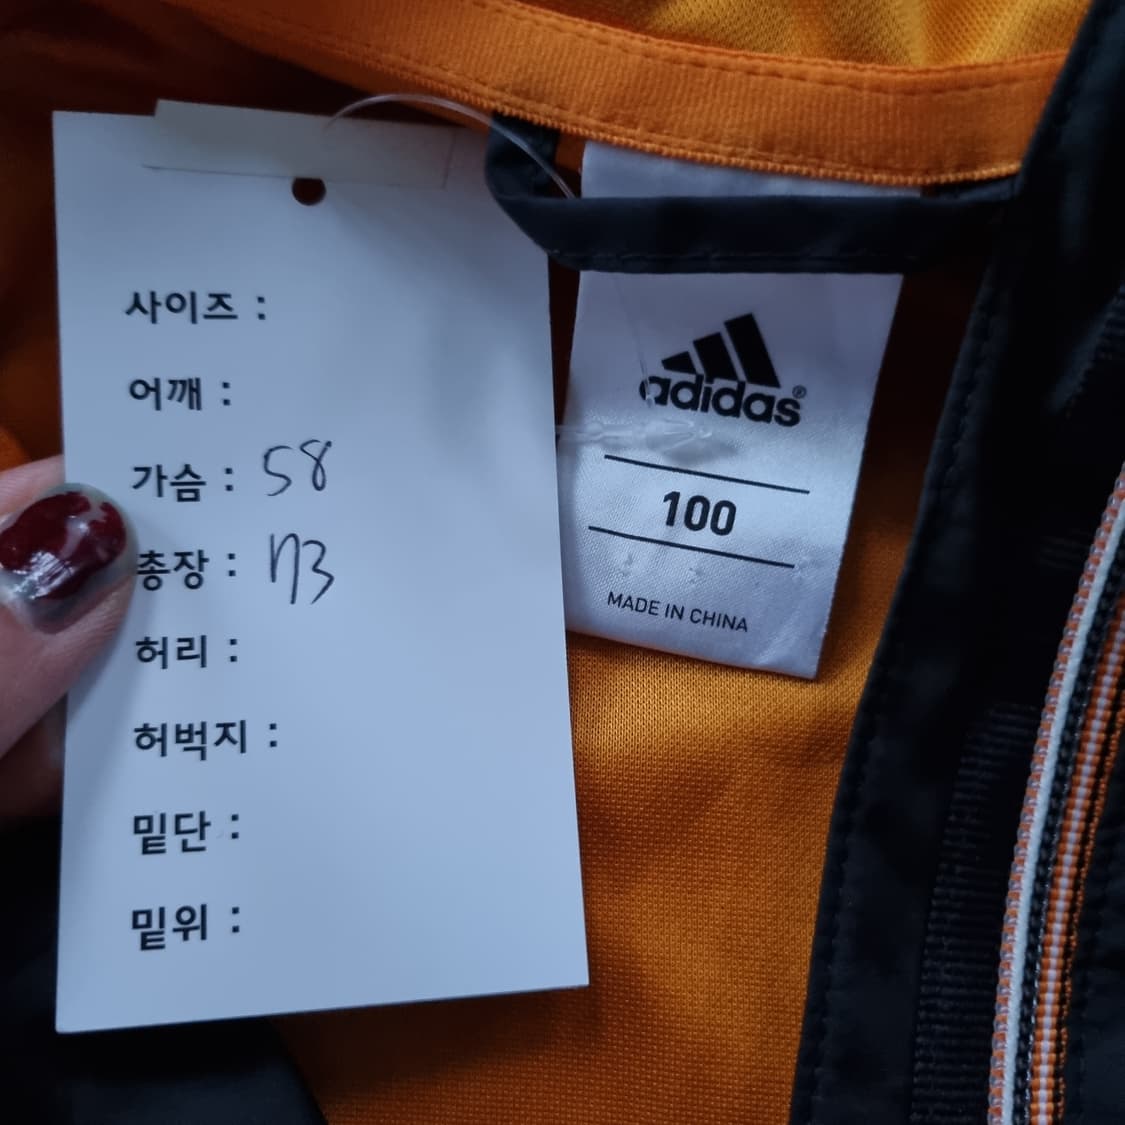 사이즈 :
어깨 :
가슴 : 58
총장 : 73
허리 :
허벅지 :
밑단 :
밑위 :
adidas®
100
MADE IN CHINA